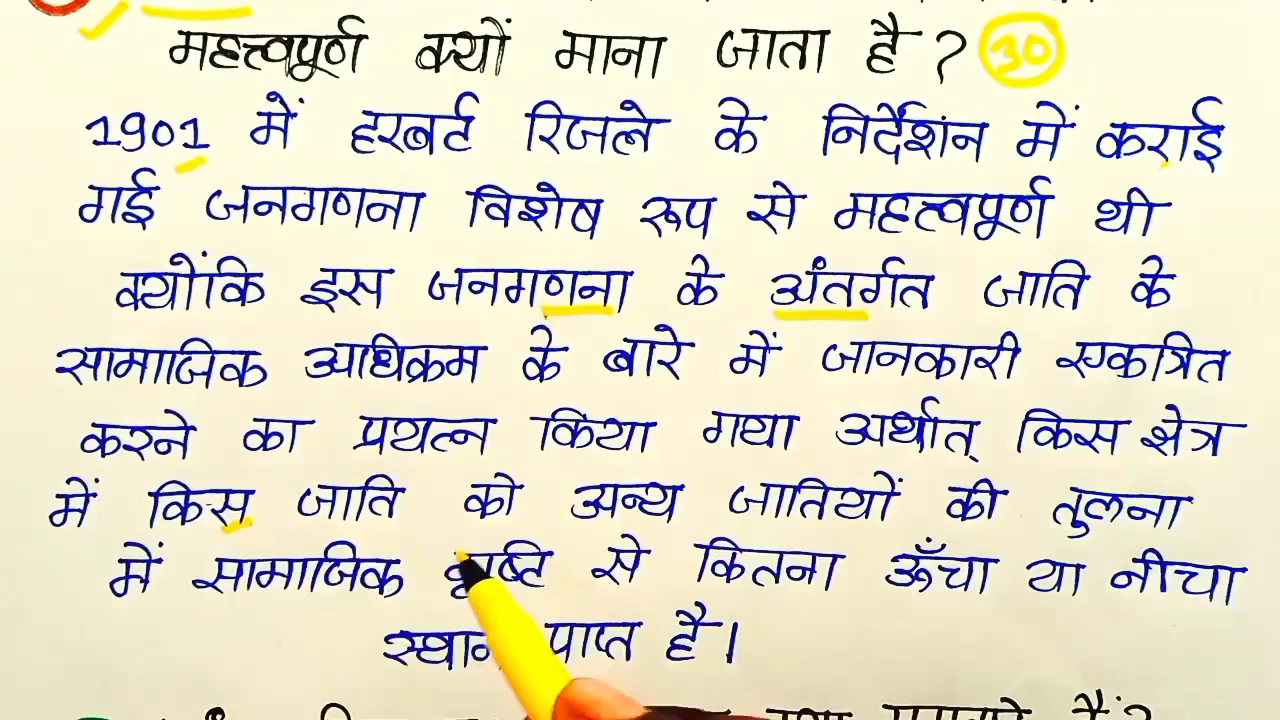 महत्त्वपूर्ण क्यों माना जाता है? 30
1901 में हरबर्ट रिजले के निर्देशन में कराई
गई जनगणना विशेष रूप से महत्त्वपूर्ण थी
क्योंकि इस जनगणना के अंतर्गत जाति के
सामाजिक अधिक्रम के बारे में जानकारी एकत्रित
करने का प्रयत्न किया गया अर्थात् किस क्षेत्र
में किस जाति को अन्य जातियों की तुलना
में सामाजिक दृष्टि से कितना ऊँचा या नीचा
है।